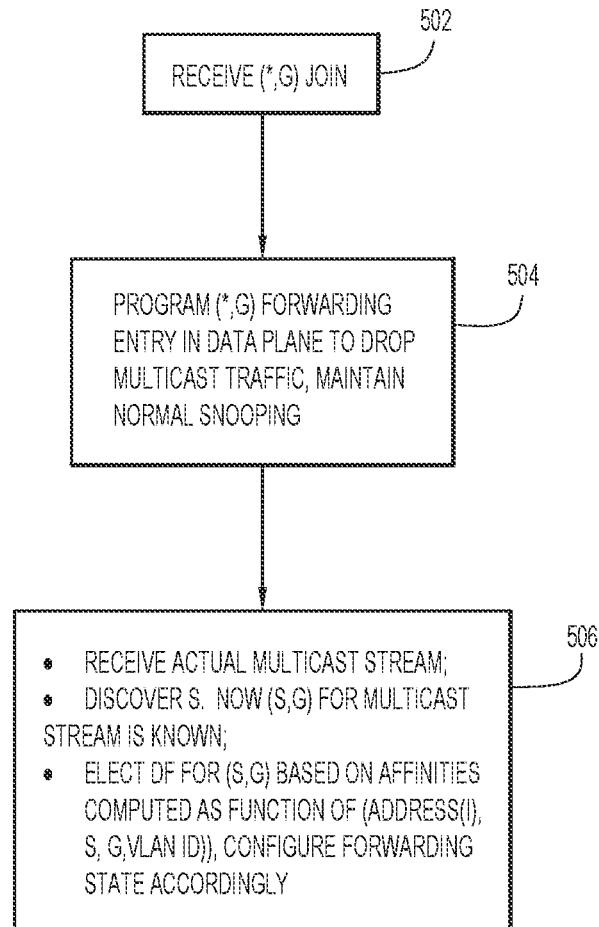 502
RECEIVE (*,G) JOIN
504
PROGRAM (*,G) FORWARDING
ENTRY IN DATA PLANE TO DROP
MULTICAST TRAFFIC, MAINTAIN
NORMAL SNOOPING
506
• RECEIVE ACTUAL MULTICAST STREAM;
• DISCOVER S. NOW (S,G) FOR MULTICAST
STREAM IS KNOWN;
• ELECT DF FOR (S,G) BASED ON AFFINITIES
COMPUTED AS FUNCTION OF (ADDRESS(I),
S, G,VLAN ID)), CONFIGURE FORWARDING
STATE ACCORDINGLY